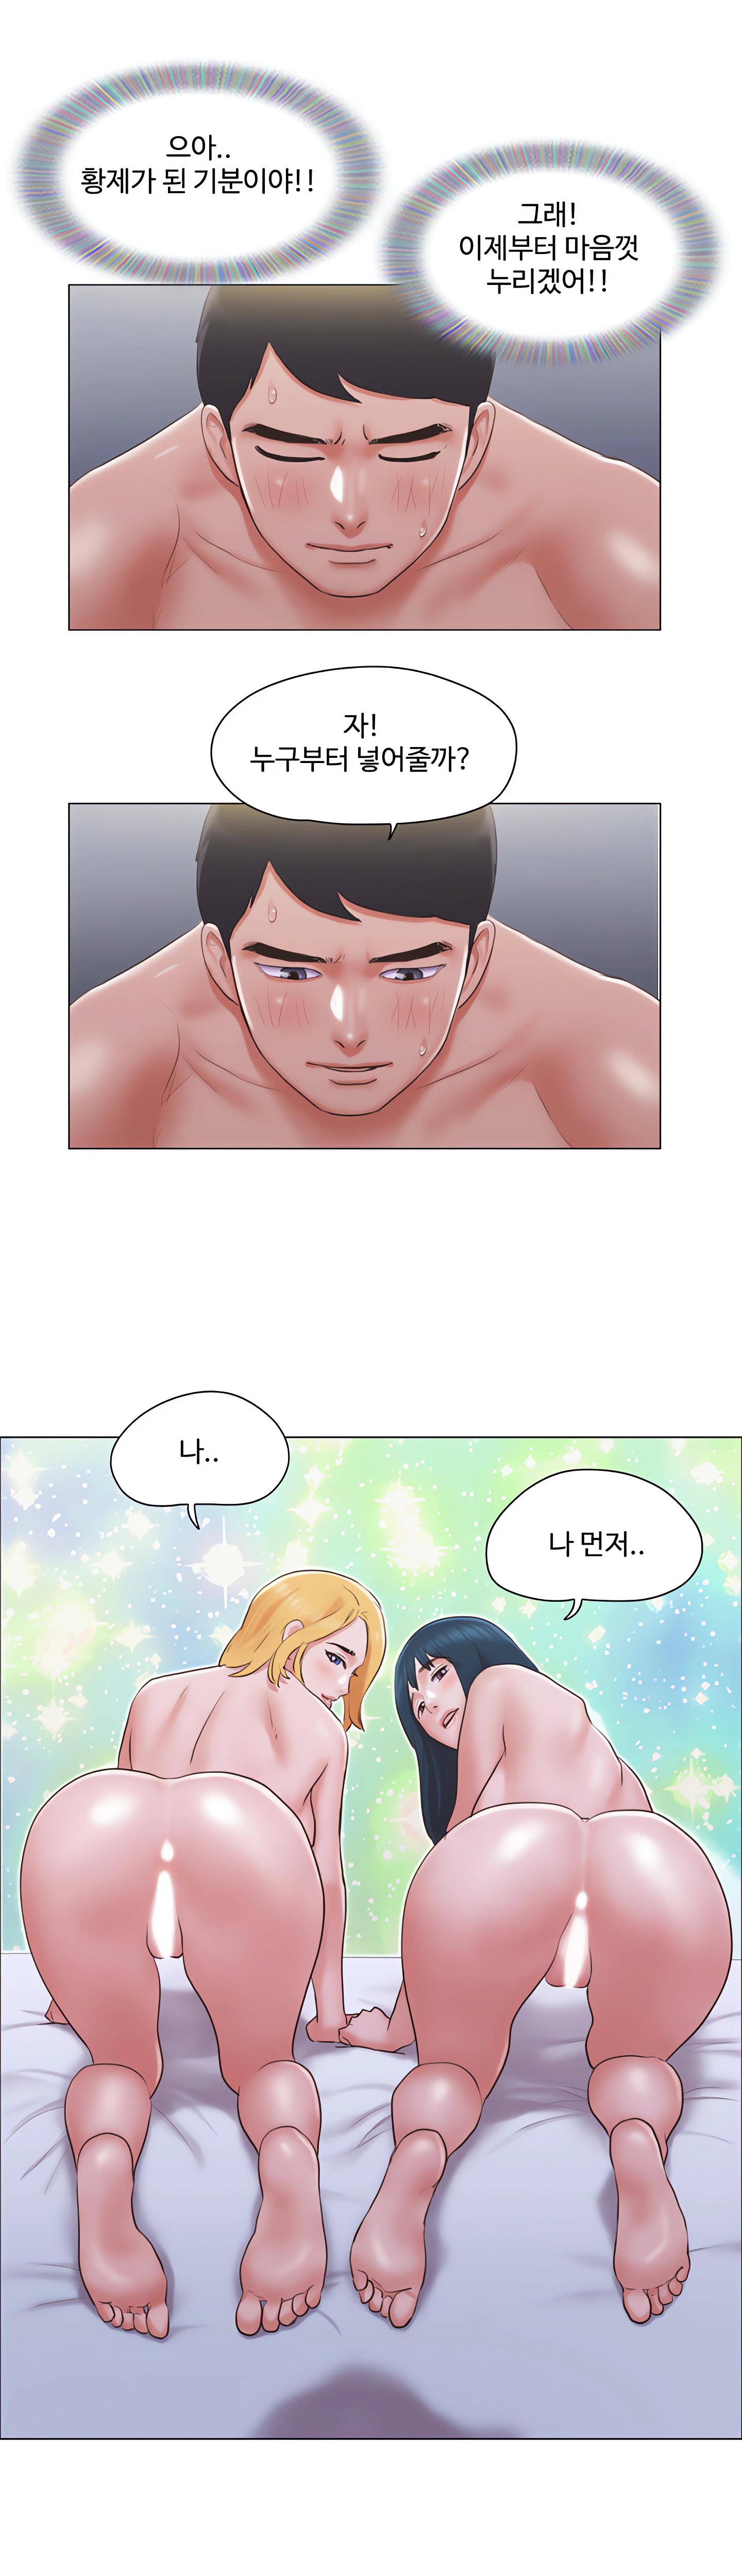 으아..
황제가 된 기분이야!!
그래!
이제부터 마음껏
누리겠어!!
자!
누구부터 넣어줄까?
나..
나 먼저..